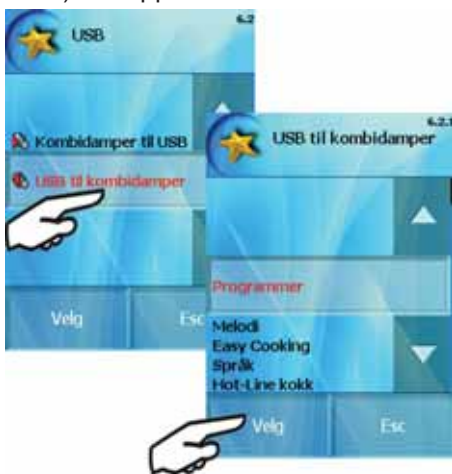 USB
6.2
Kombidamper til USB
USB til kombidamper
Velg
Esc
6.2.1
USB til kombidamper
Programmer
Melodi
Easy Cooking
Språk
Hot-Line kokk
Velg
Esc